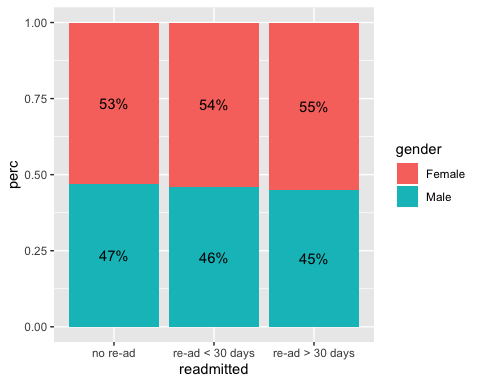 1.00
0.75
0.50
0.25
0.00
perc
53% 54% 55%
47% 46% 45%
no re-ad re-ad < 30 days re-ad > 30 days
readmitted
gender
Female
Male